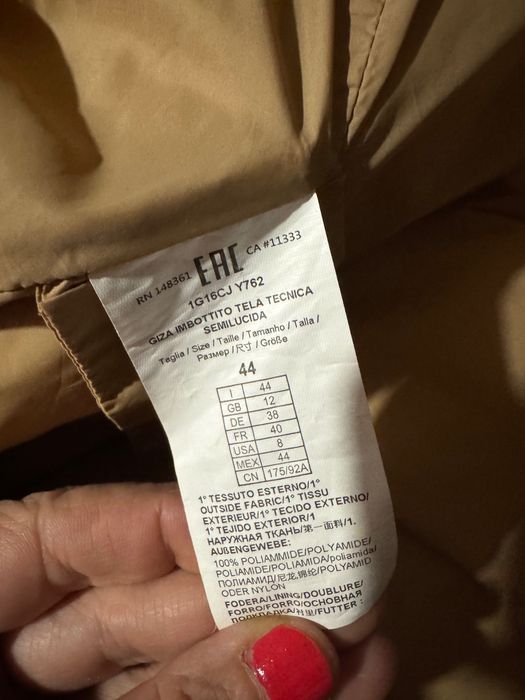 RN 148361 EAC CA #11333
1G16CJ Y762
GIZA IMBOTTITO TELA TECNICA
SEMILUCIDA
Taglia / Size / Taille / Tamanho / Talla /
Размер / 尺寸 / Größe
44
I 44
GB 12
DE 38
FR 40
USA 8
MEX 44
CN 175/92A
1° TESSUTO ESTERNO/1°
OUTSIDE FABRIC/1° TISSU
EXTERIEUR/1° TECIDO EXTERNO/
1° TEJIDO EXTERIOR/1
НАРУЖНАЯ ТКАНЬ/第一面料/1.
AUßENGEWEBE:
100% POLIAMMIDE/POLYAMIDE/
POLIAMIDE/POLIAMIDA/poliamida/
ПОЛИАМИД/尼龙,锦纶/POLYAMID
ODER NYLON
FODERA/LINING/DOUBLURE/
FORRO/FORRO/ОСНОВНАЯ
ПОДКЛАДКА/衬里/FUTTER :